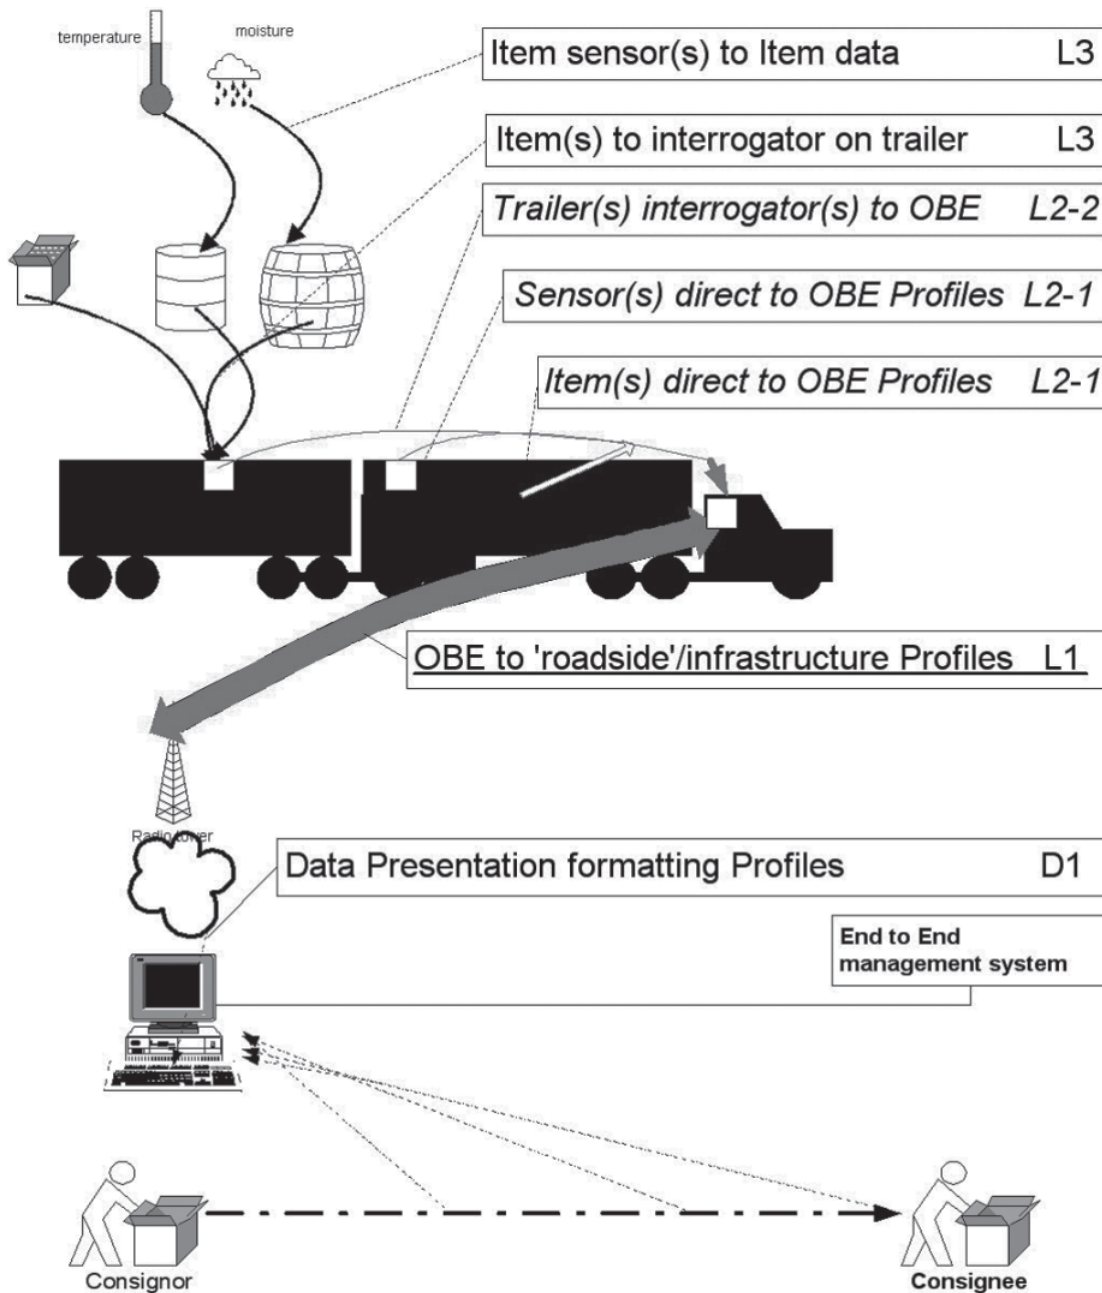 temperature
moisture
Item sensor(s) to Item data L3
Item(s) to interrogator on trailer L3
Trailer(s) interrogator(s) to OBE L2-2
Sensor(s) direct to OBE Profiles L2-1
Item(s) direct to OBE Profiles L2-1
OBE to 'roadside'/infrastructure Profiles L1
Radio tower
Data Presentation formatting Profiles D1
End to End
management system
Consignor
Consignee